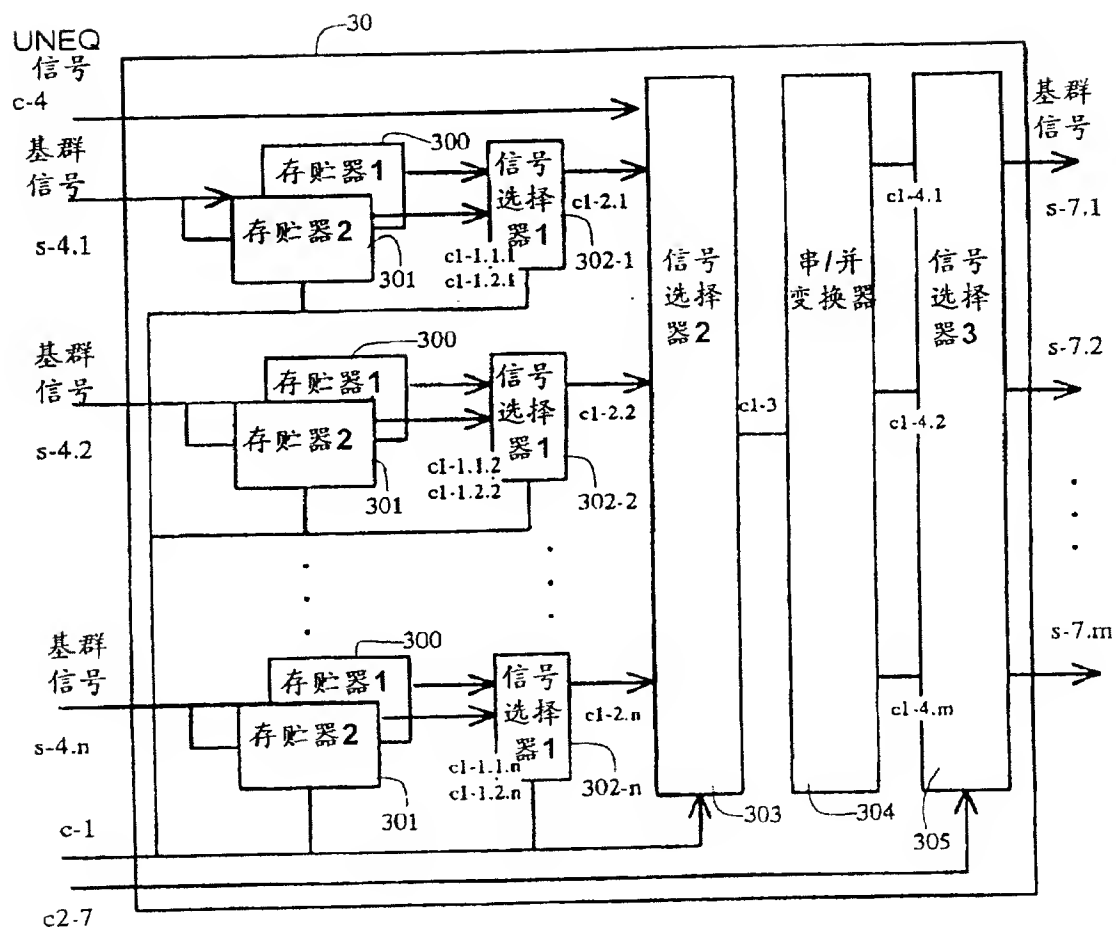 30
UNEQ
信号
c-4
基群
信号
s-4.1
300
存贮器1
存贮器2
301
信号
选择
器1
c1-1.1.1
c1-1.2.1
302-1
c1-2.1
基群
信号
s-4.2
300
存贮器1
存贮器2
301
信号
选择
器1
c1-1.1.2
c1-1.2.2
302-2
c1-2.2
基群
信号
s-4.n
300
存贮器1
存贮器2
301
信号
选择
器1
c1-1.1.n
c1-1.2.n
302-n
c1-2.n
信号
选择
器2
303
c1-3
串/并
变换器
304
c1-4.1
c1-4.2
c1-4.m
信号
选择
器3
305
基群
信号
s-7.1
s-7.2
s-7.m
c-1
c2-7